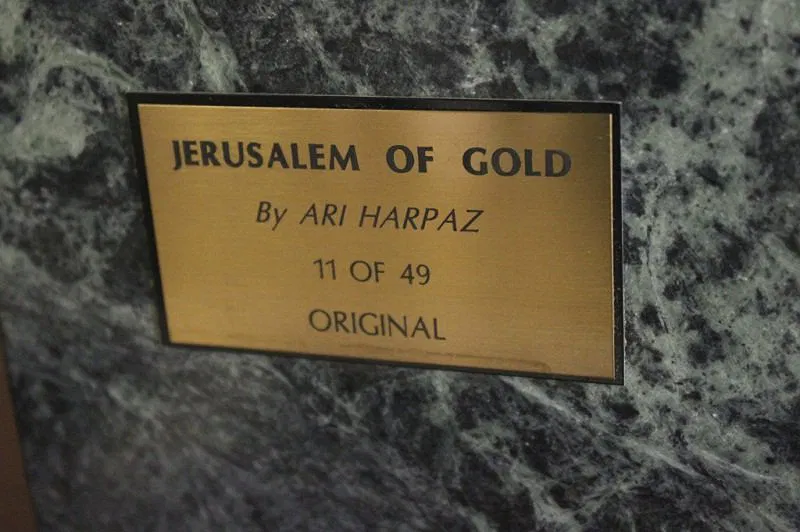 JERUSALEM OF GOLD
By ARI HARPAZ
11 OF 49
ORIGINAL